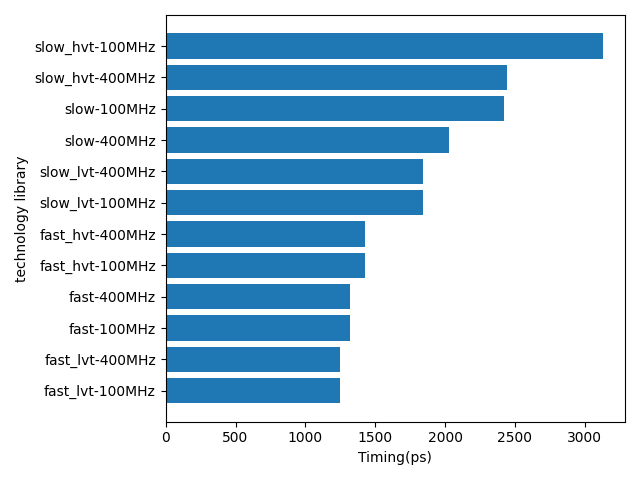 slow_hvt-100MHz
slow_hvt-400MHz
slow-100MHz
slow-400MHz
slow_lvt-400MHz
slow_lvt-100MHz
fast_hvt-400MHz
fast_hvt-100MHz
fast-400MHz
fast-100MHz
fast_lvt-400MHz
fast_lvt-100MHz
technology library
0 500 1000 1500 2000 2500 3000
Timing(ps)